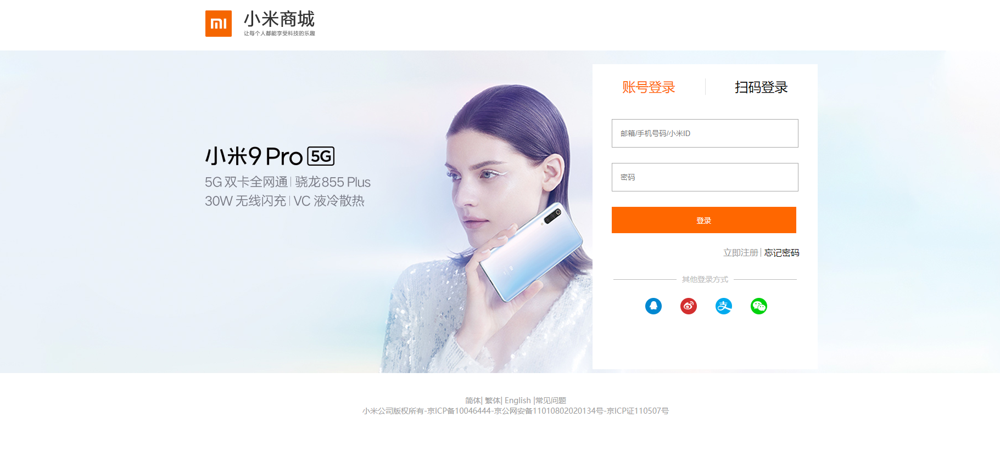 小米商城
让每个人都能享受科技的乐趣
账号登录 扫码登录
邮箱/手机号码/小米ID
密码
登录
立即注册 | 忘记密码
其他登录方式
支
小米9 Pro 5G
5G 双卡全网通 | 骁龙855 Plus
30W 无线闪充 | VC 液冷散热
简体| 繁体| English |常见问题
小米公司版权所有-京ICP备10046444-京公网安备11010802020134号-京ICP证110507号